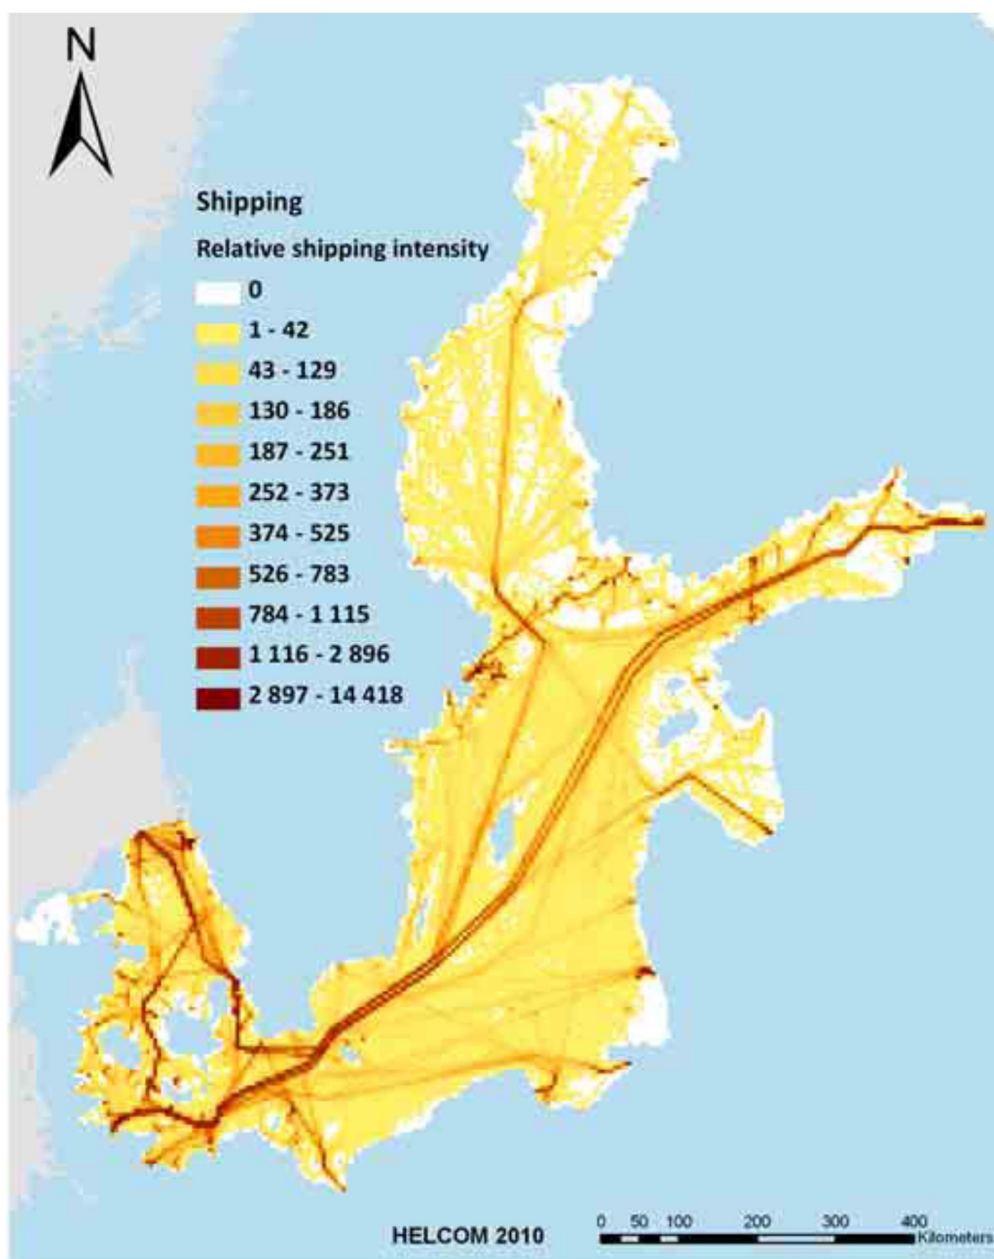 N
Shipping
Relative shipping intensity
0
1 - 42
43 - 129
130 - 186
187 - 251
252 - 373
374 - 525
526 - 783
784 - 1 115
1 116 - 2 896
2 897 - 14 418
HELCOM 2010
0 50 100 200 300 400
Kilometers